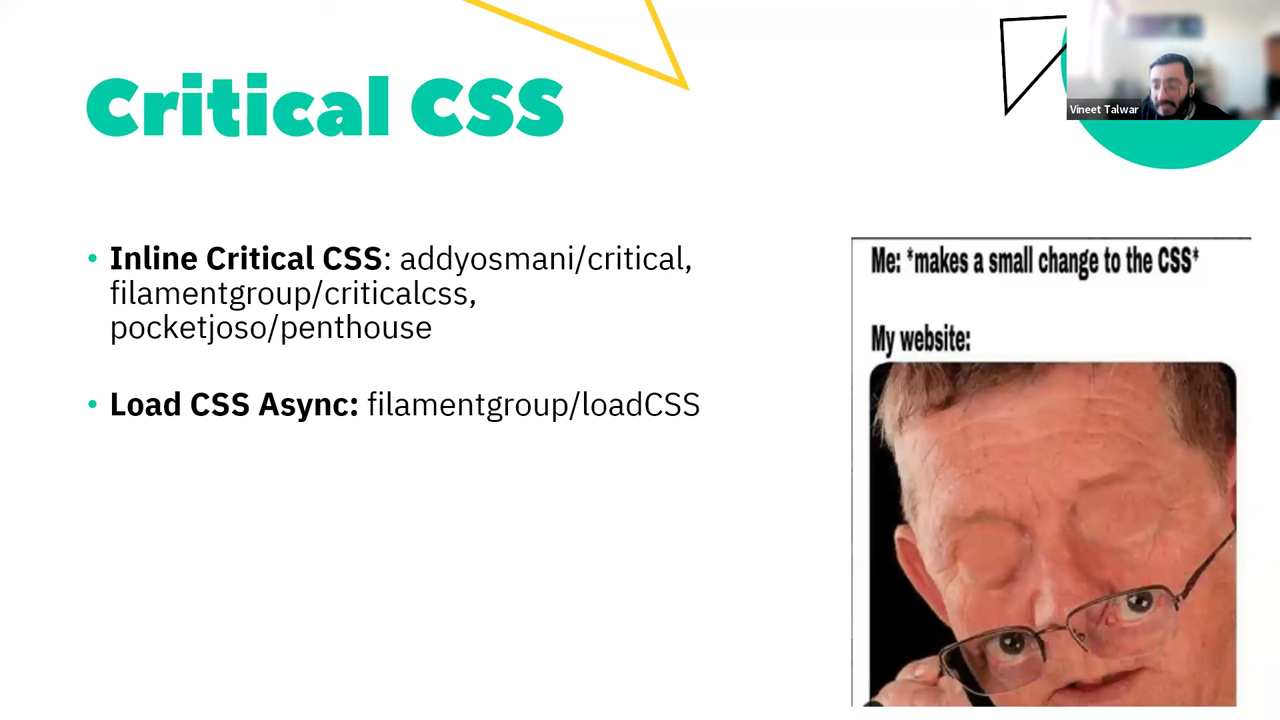 Critical CSS
Vineet Talwar
• Inline Critical CSS: addyosmani/critical,
filamentgroup/criticalcss,
pocketjoso/penthouse
• Load CSS Async: filamentgroup/loadCSS
Me: *makes a small change to the CSS*
My website: